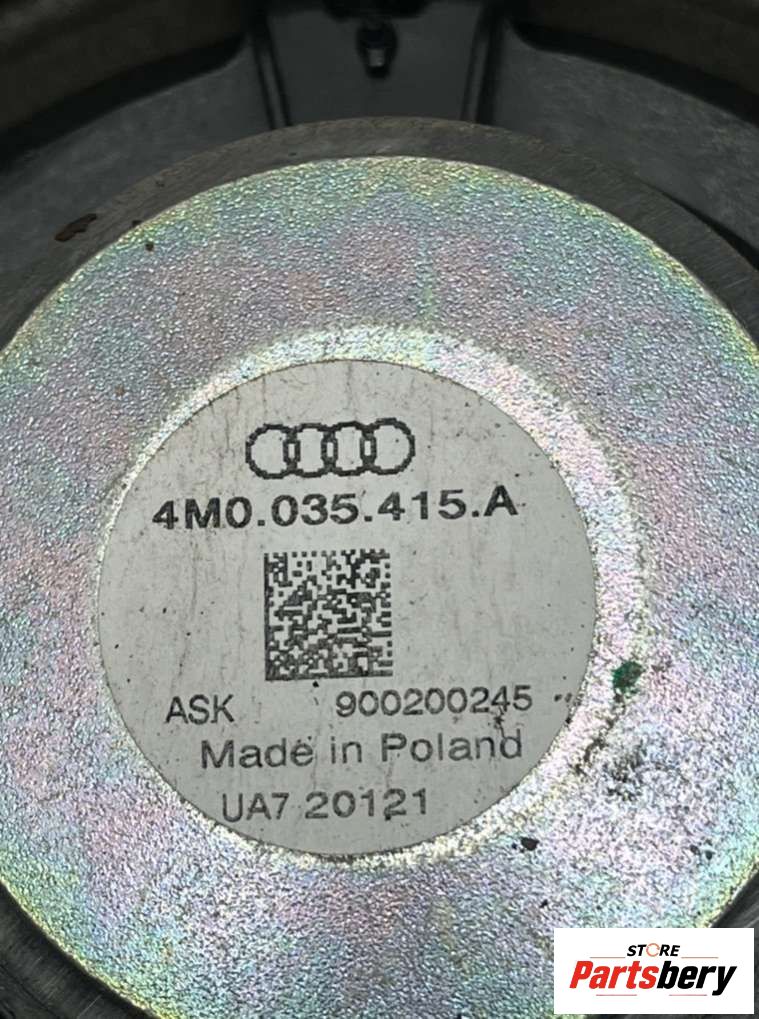 4M0.035.415.A
ASK 900200245
Made in Poland
UA7 20121
STORE
Partsbery